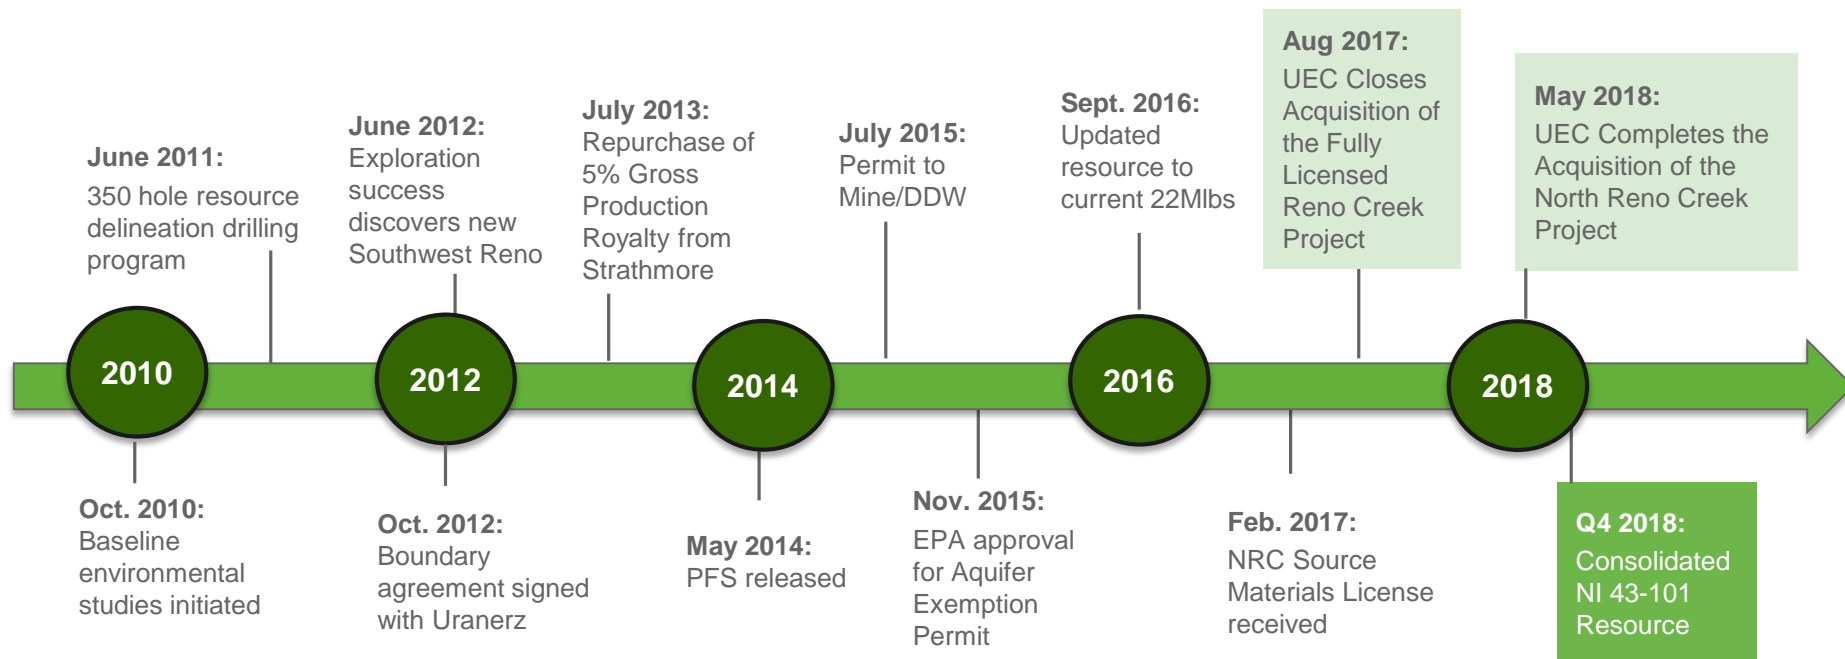 June 2011:
350 hole resource
delineation drilling
program
June 2012:
Exploration
success
discovers new
Southwest Reno
July 2013:
Repurchase of
5% Gross
Production
Royalty from
Strathmore
July 2015:
Permit to
Mine/DDW
Sept. 2016:
Updated
resource to
current 22Mlbs
Aug 2017:
UEC Closes
Acquisition of
the Fully
Licensed
Reno Creek
Project
May 2018:
UEC Completes the
Acquisition of the
North Reno Creek
Project
2010
2012
2014
2016
2018
Oct. 2010:
Baseline
environmental
studies initiated
Oct. 2012:
Boundary
agreement signed
with Uranerz
May 2014:
PFS released
Nov. 2015:
EPA approval
for Aquifer
Exemption
Permit
Feb. 2017:
NRC Source
Materials License
received
Q4 2018:
Consolidated
NI 43-101
Resource